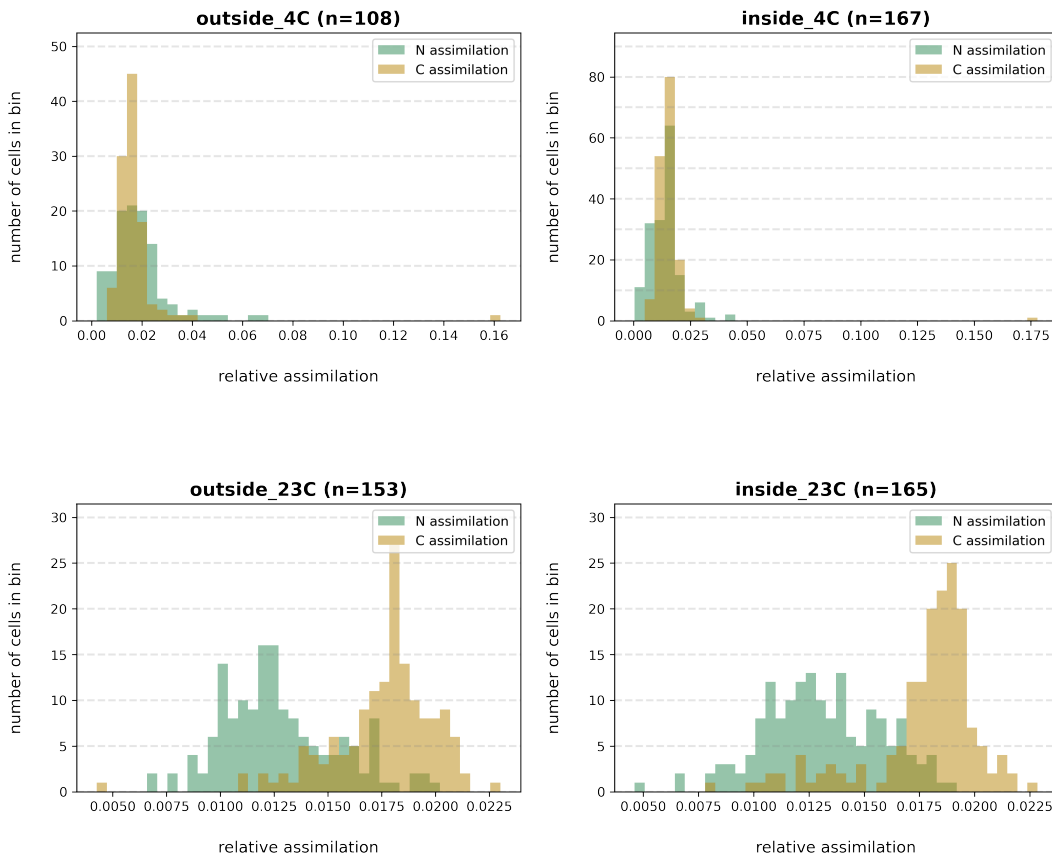 outside_4C (n=108)
number of cells in bin
50
40
30
20
10
0
N assimilation
C assimilation
0.00 0.02 0.04 0.06 0.08 0.10 0.12 0.14 0.16
relative assimilation
inside_4C (n=167)
number of cells in bin
80
60
40
20
0
N assimilation
C assimilation
0.000 0.025 0.050 0.075 0.100 0.125 0.150 0.175
relative assimilation
outside_23C (n=153)
number of cells in bin
30
25
20
15
10
5
0
N assimilation
C assimilation
0.0050 0.0075 0.0100 0.0125 0.0150 0.0175 0.0200 0.0225
relative assimilation
inside_23C (n=165)
number of cells in bin
30
25
20
15
10
5
0
N assimilation
C assimilation
0.0050 0.0075 0.0100 0.0125 0.0150 0.0175 0.0200 0.0225
relative assimilation